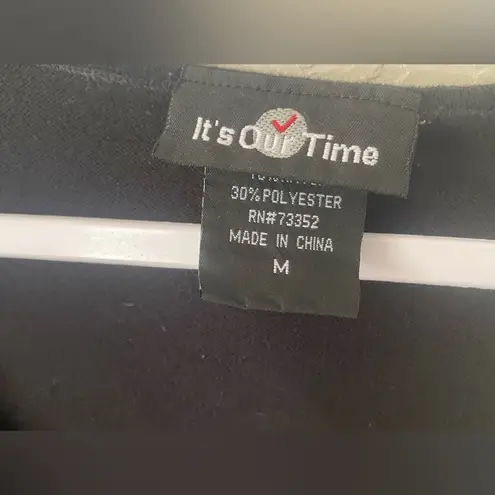 It's Our Time
30% POLYESTER
RN#73352
MADE IN CHINA
M